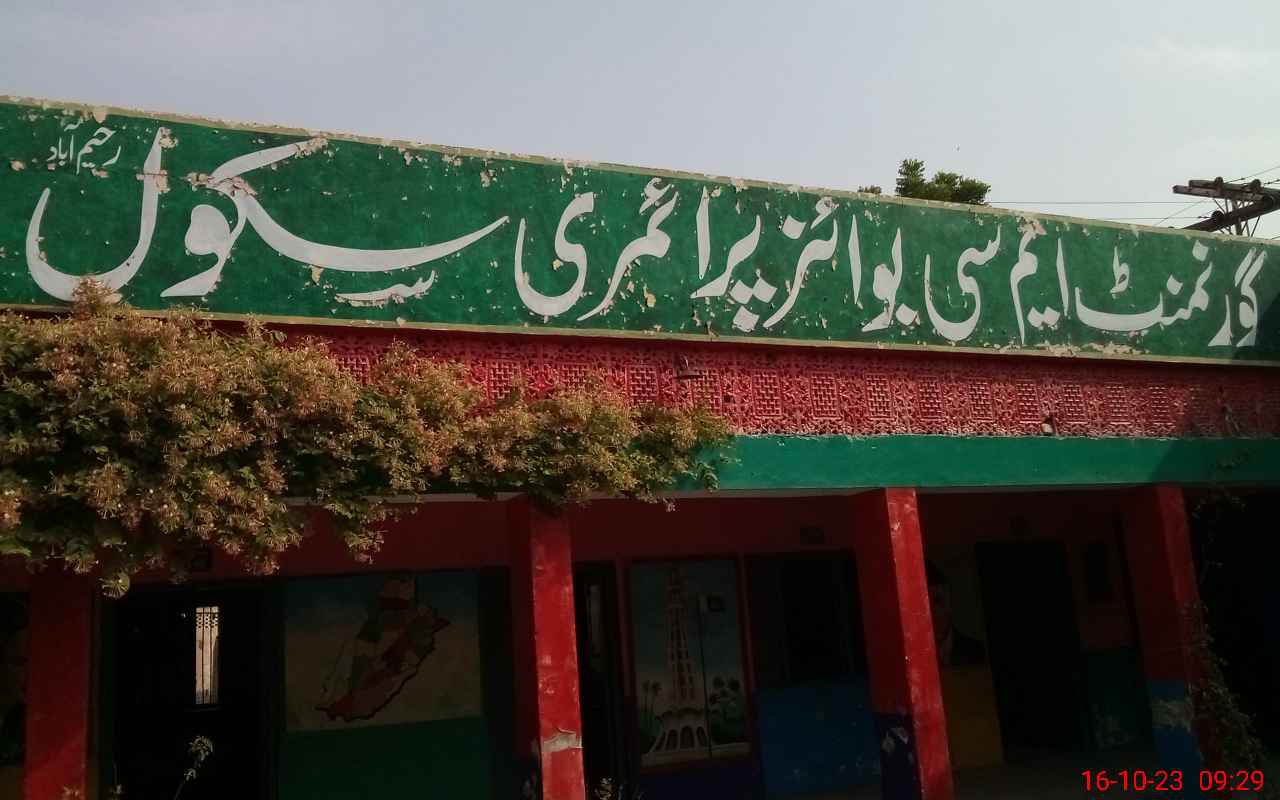 گورنمنٹ ایم سی بوائز پرائمری سکول
رحیم آباد
16-10-23 09:29